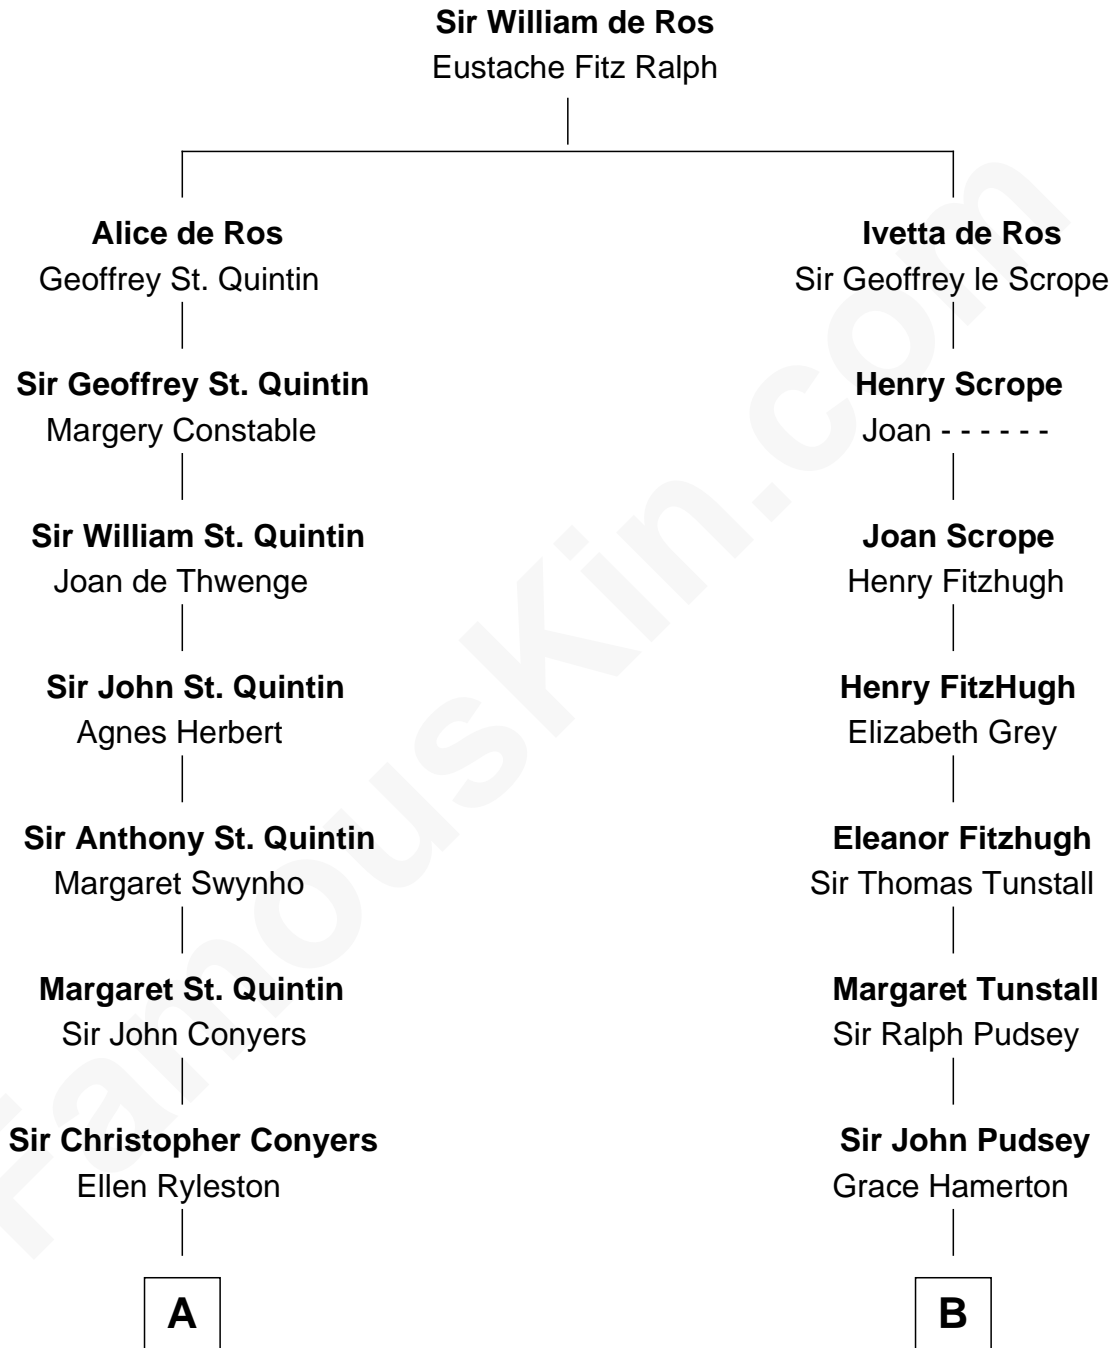 Sir William de Ros
Eustache Fitz Ralph
Alice de Ros
Geoffrey St. Quintin
Ivetta de Ros
Sir Geoffrey le Scrope
Sir Geoffrey St. Quintin
Margery Constable
Henry Scrope
Joan - - - - - -
Sir William St. Quintin
Joan de Thwenge
Joan Scrope
Henry Fitzhugh
Sir John St. Quintin
Agnes Herbert
Henry FitzHugh
Elizabeth Grey
Sir Anthony St. Quintin
Margaret Swynho
Eleanor Fitzhugh
Sir Thomas Tunstall
Margaret St. Quintin
Sir John Conyers
Margaret Tunstall
Sir Ralph Pudsey
Sir Christopher Conyers
Ellen Ryleston
Sir John Pudsey
Grace Hamerton
A
B
FamousKin.com